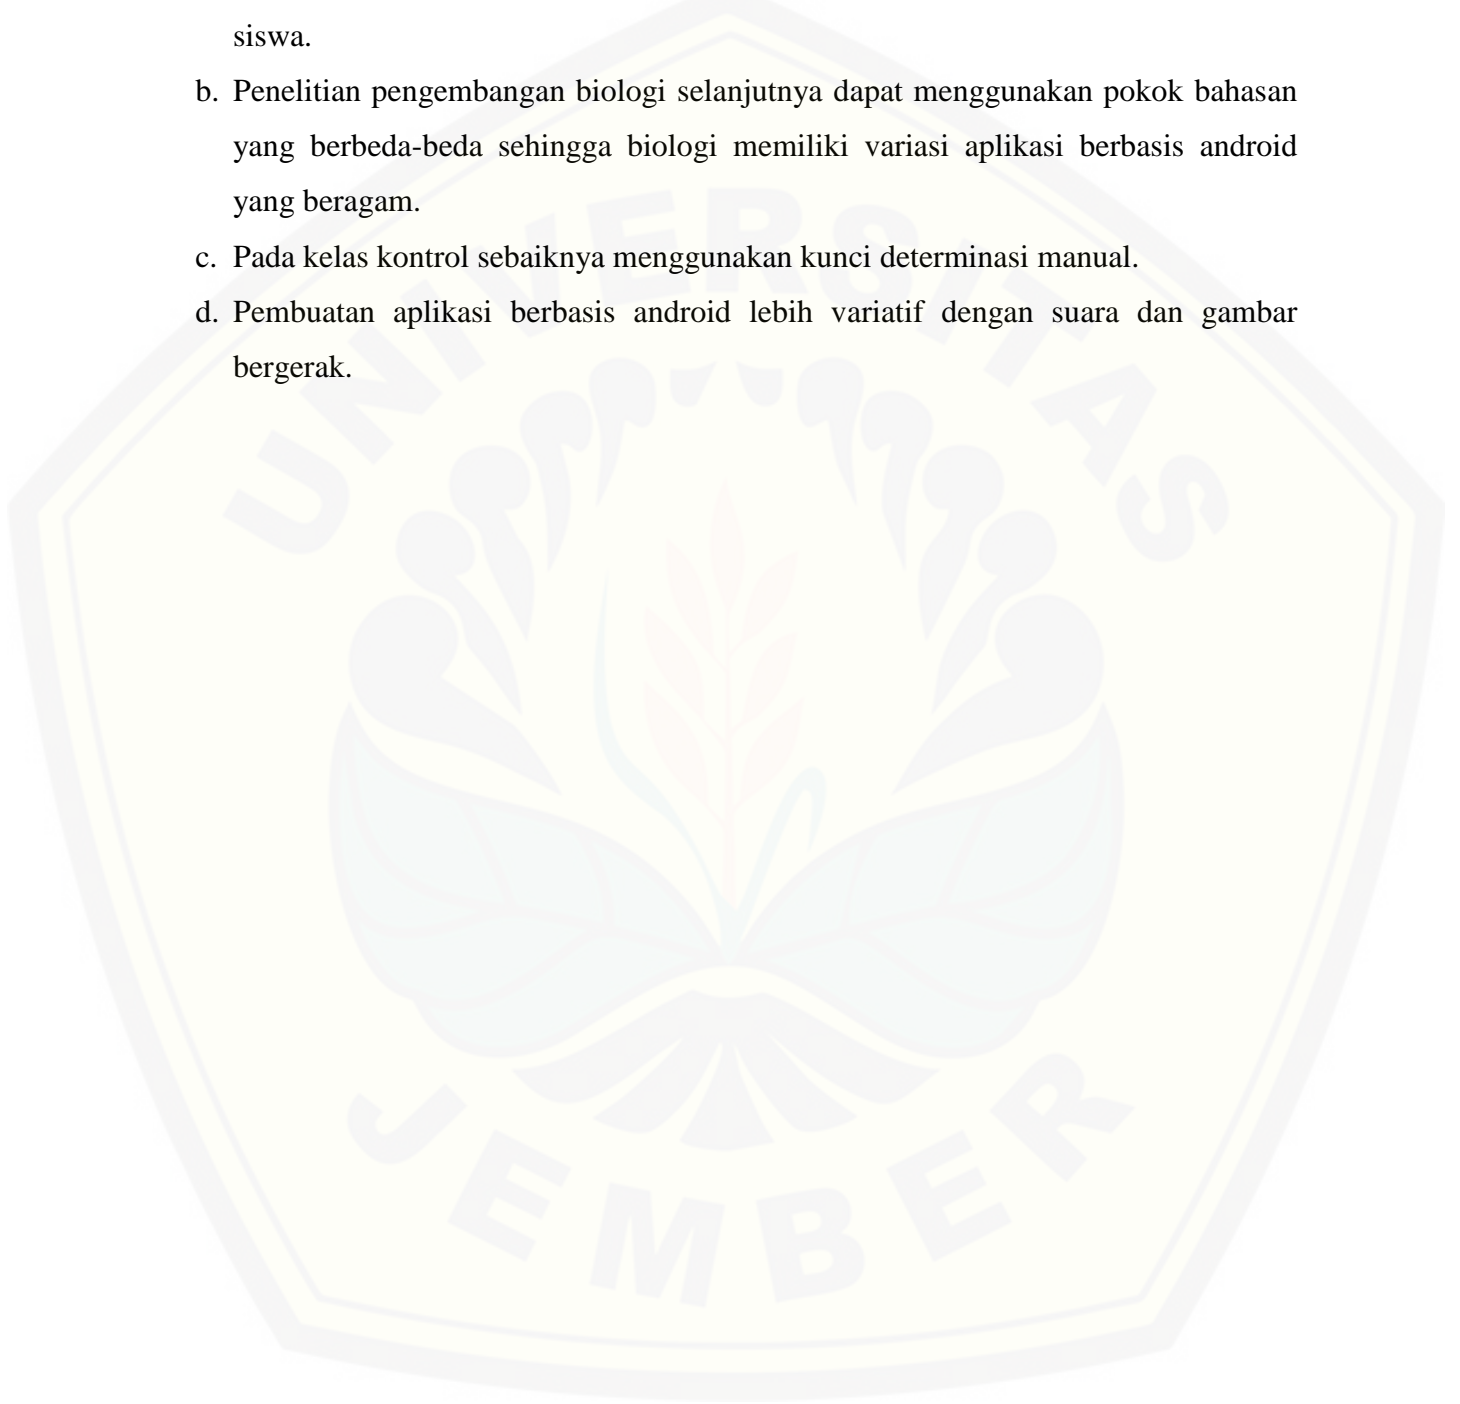 siswa.
b. Penelitian pengembangan biologi selanjutnya dapat menggunakan pokok bahasan
yang berbeda-beda sehingga biologi memiliki variasi aplikasi berbasis android
yang beragam.
c. Pada kelas kontrol sebaiknya menggunakan kunci determinasi manual.
d. Pembuatan aplikasi berbasis android lebih variatif dengan suara dan gambar
bergerak.
UNIVERSITAS
JEMBER